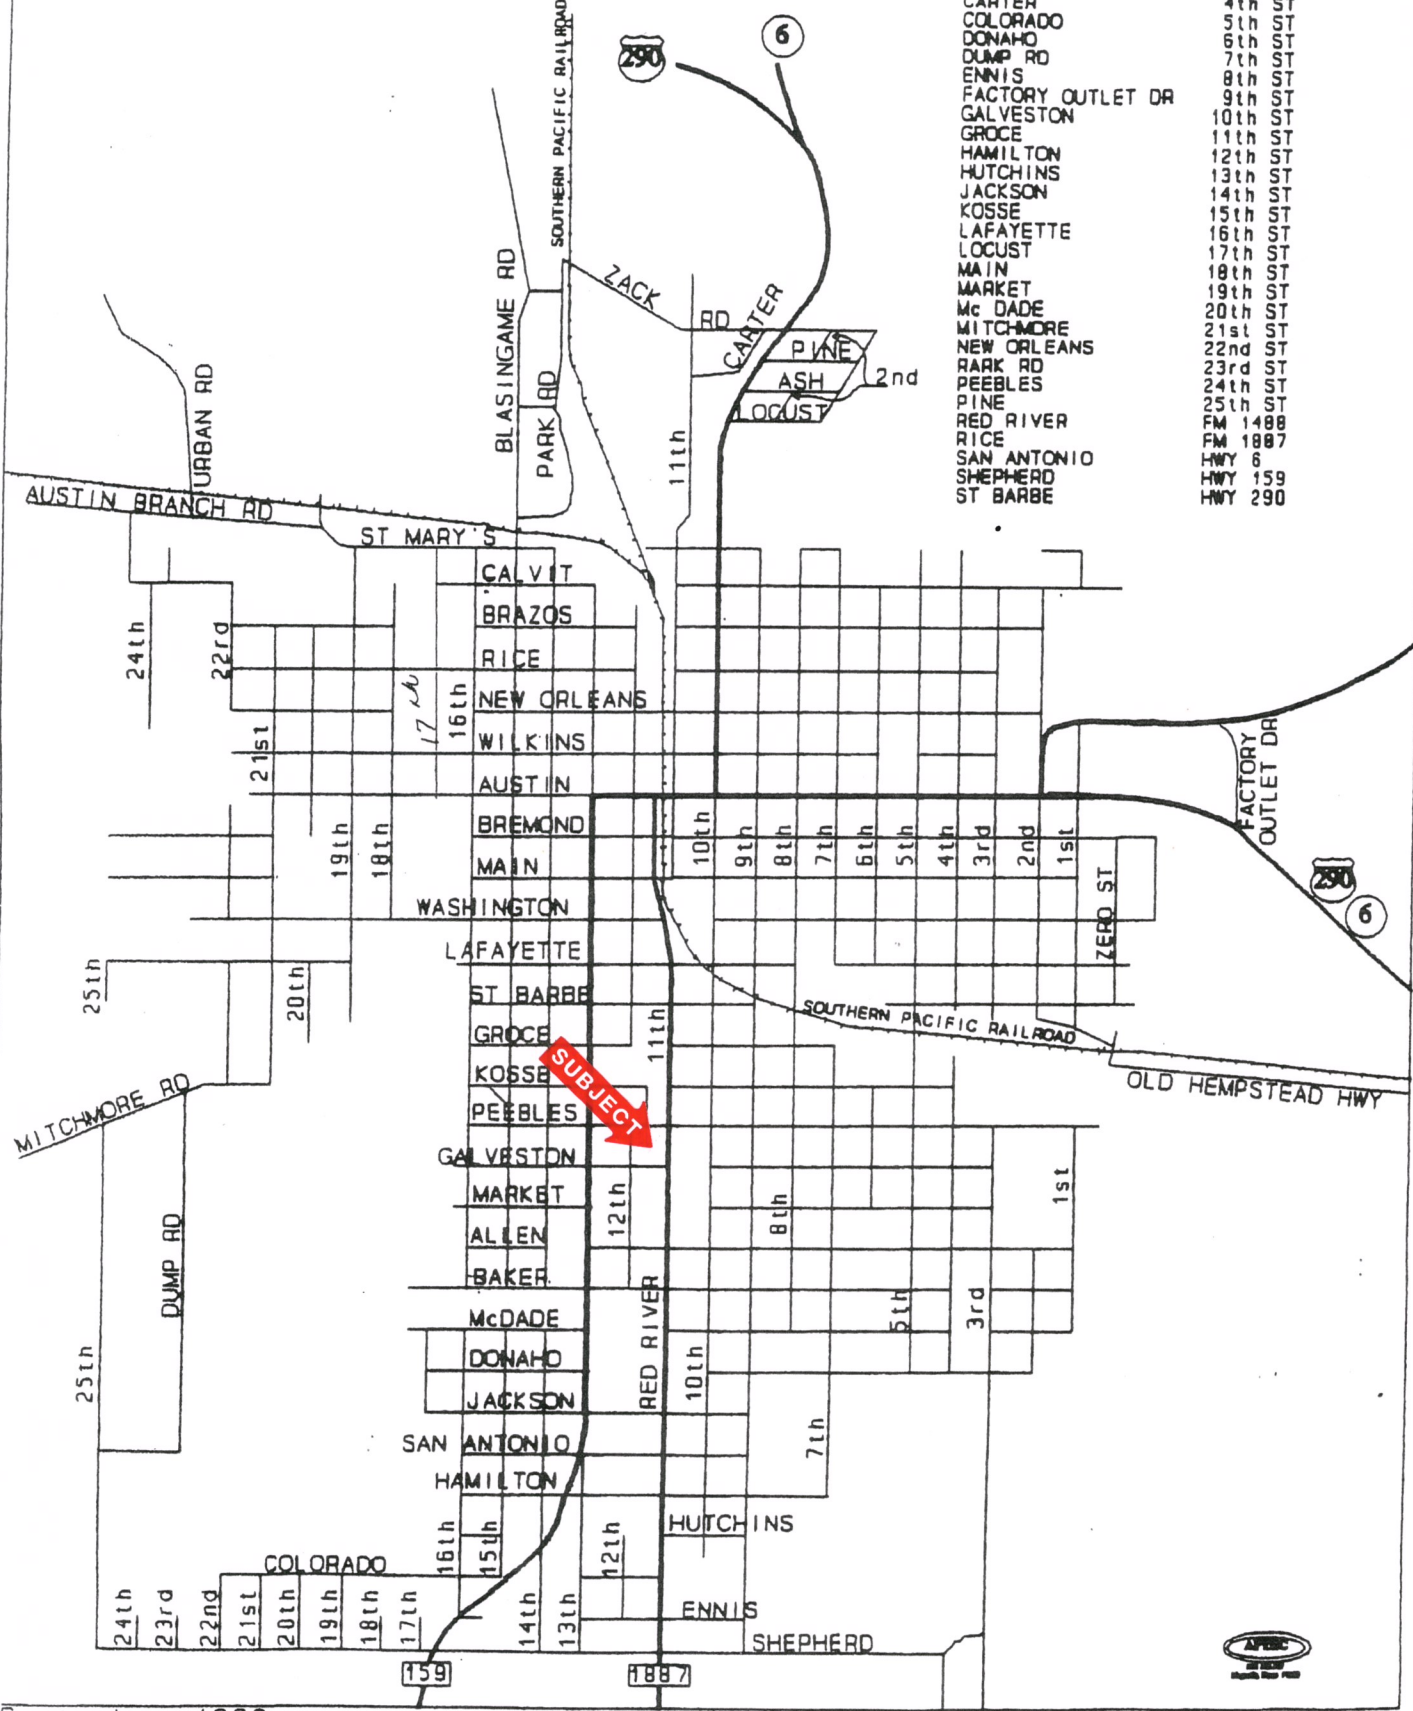 CARTER 4th ST
COLORADO 5th ST
DONAHO 6th ST
DUMP RD 7th ST
ENNIS 8th ST
FACTORY OUTLET DR 9th ST
GALVESTON 10th ST
GROCE 11th ST
HAMILTON 12th ST
HUTCHINS 13th ST
JACKSON 14th ST
KOSSE 15th ST
LAFAYETTE 16th ST
LOCUST 17th ST
MAIN 18th ST
MARKET 19th ST
Mc DADE 20th ST
MITCHMORE 21st ST
NEW ORLEANS 22nd ST
PARK RD 23rd ST
PEEBLES 24th ST
PINE 25th ST
RED RIVER FM 1488
RICE FM 1887
SAN ANTONIO HWY 6
SHEPHERD HWY 159
ST BARBE HWY 290
SOUTHERN PACIFIC RAILROAD
290
6
BLASINGAME RD
ZACK RD
CARTER
PINE
ASH
2nd
LOCUST
URBAN RD
PARK RD
11th
AUSTIN BRANCH RD
ST MARY'S
CALVIT
BRAZOS
24th
22nd
RICE
17th
16th
NEW ORLEANS
21st
WILKINS
AUSTIN
FACTORY OUTLET DR
BREMOND
19th
18th
10th
9th
8th
7th
6th
5th
4th
3rd
2nd
1st
MAIN
290
6
WASHINGTON
ZERO ST
LAFAYETTE
25th
20th
ST BARBE
SOUTHERN PACIFIC RAILROAD
GROCE
11th
KOSSE
SUBJECT
OLD HEMPSTEAD HWY
MITCHMORE RD
PEEBLES
GALVESTON
MARKET
12th
8th
1st
ALLEN
DUMP RD
BAKER
McDADE
RED RIVER
5th
3rd
DONAHO
25th
10th
JACKSON
SAN ANTONIO
7th
HAMILTON
HUTCHINS
16th
15th
12th
COLORADO
24th
23rd
22nd
21st
20th
19th
18th
17th
14th
13th
ENNIS
SHEPHERD
159
1887